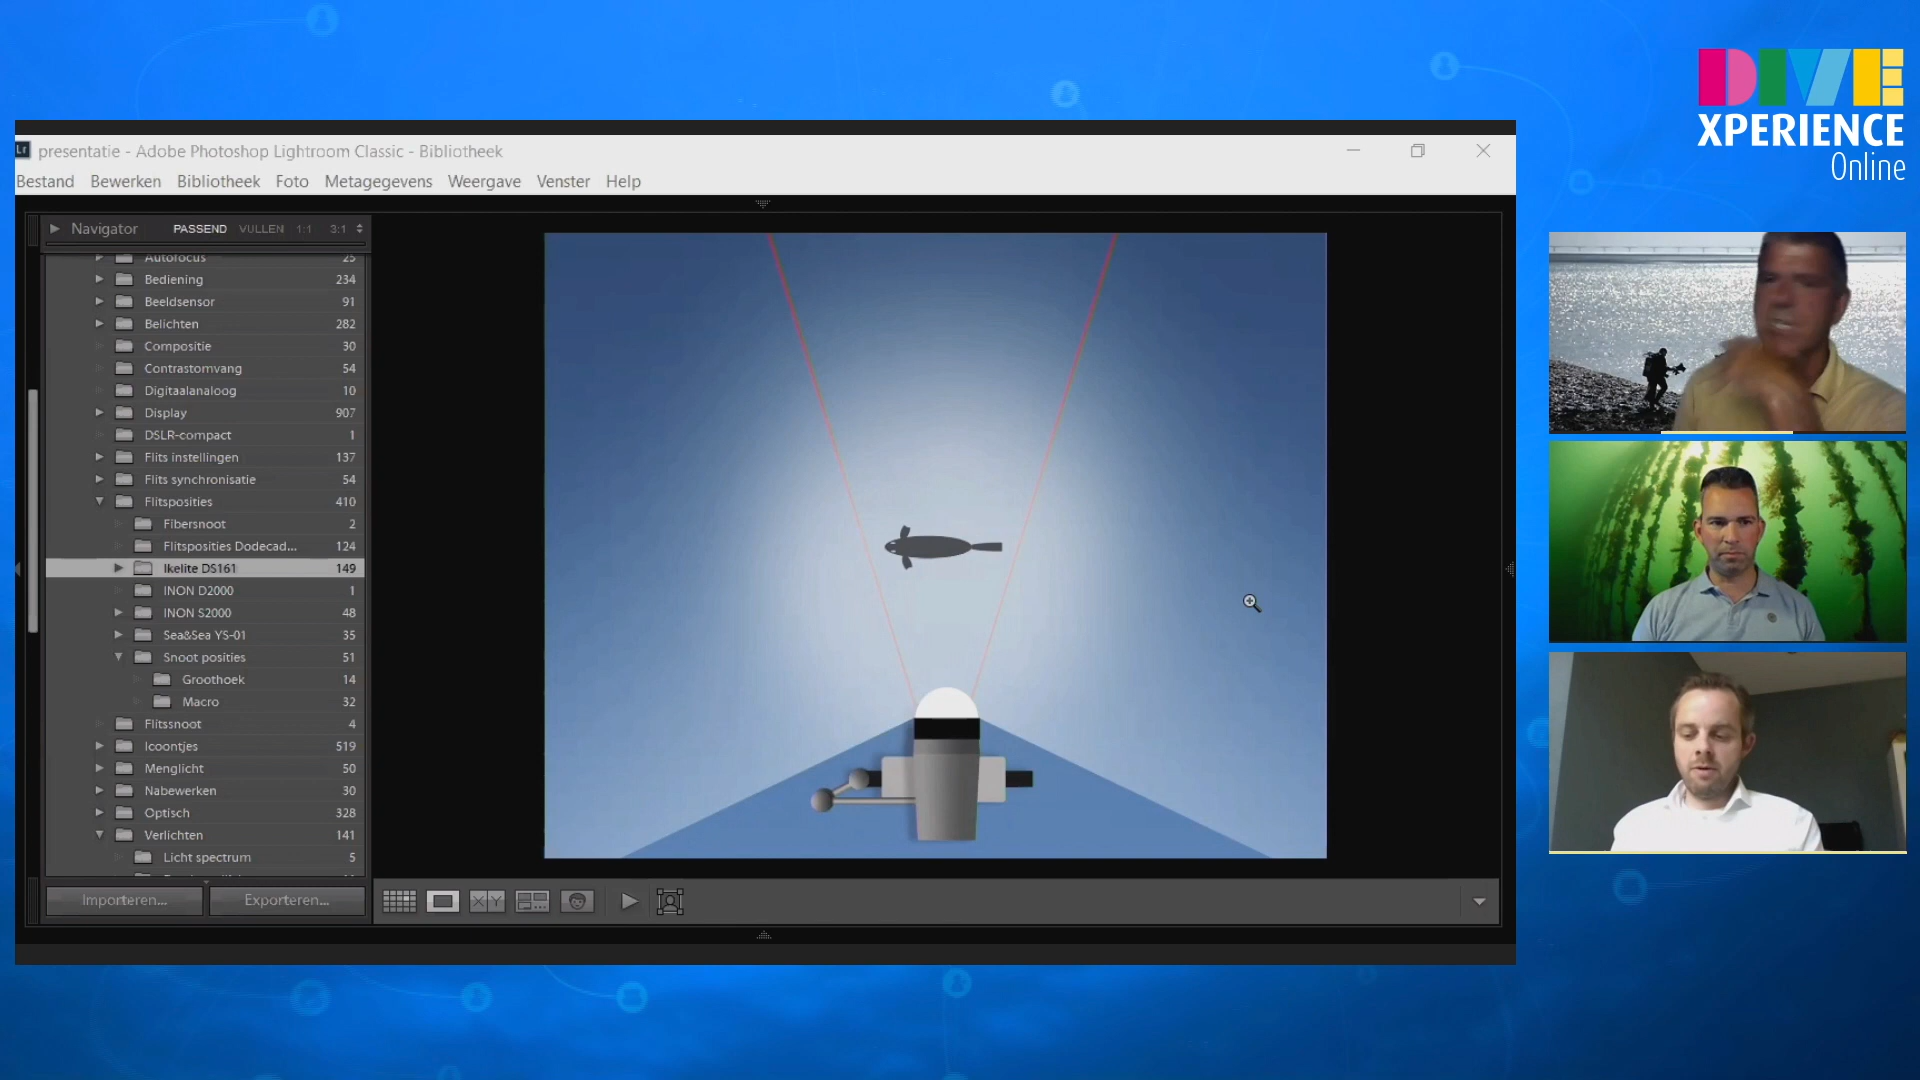 DIVE
XPERIENCE
Online
Lr presentatie - Adobe Photoshop Lightroom Classic - Bibliotheek
Bestand Bewerken Bibliotheek Foto Metagegevens Weergave Venster Help
Navigator PASSEND VULLEN 1:1 3:1
Autofocus 25
Bediening 234
Beeldsensor 91
Belichten 282
Compositie 30
Contrastomvang 54
Digitaalanaloog 10
Display 907
DSLR-compact 1
Flits instellingen 137
Flits synchronisatie 54
Flitsposities 410
Fibersnoot 2
Flitsposities Dodecad... 124
Ikelite DS161 149
INON D2000 1
INON S2000 48
Sea&Sea YS-01 35
Snoot posities 51
Groothoek 14
Macro 32
Flitssnoot 4
Icoontjes 519
Menglicht 50
Nabewerken 30
Optisch 328
Verlichten 141
Licht spectrum 5
Importeren... Exporteren...
X Y